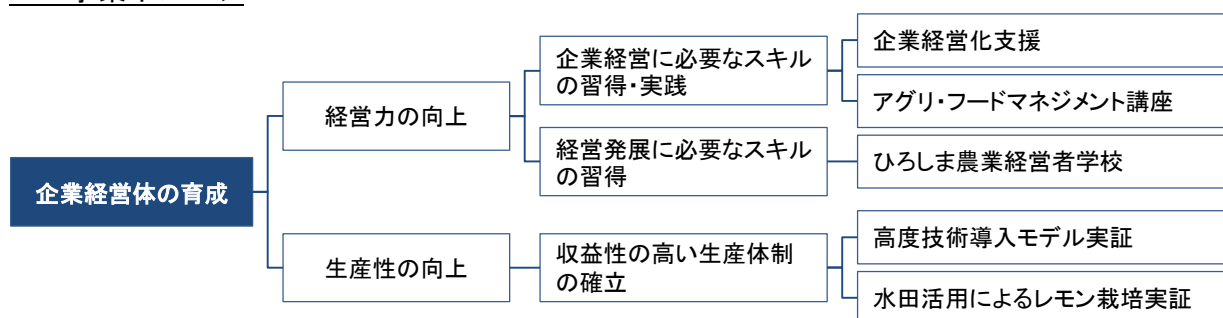 企業経営体の育成
経営力の向上
企業経営に必要なスキル
の習得・実践
企業経営化支援
アグリ・フードマネジメント講座
経営発展に必要なスキル
の習得
ひろしま農業経営者学校
生産性の向上
収益性の高い生産体制
の確立
高度技術導入モデル実証
水田活用によるレモン栽培実証